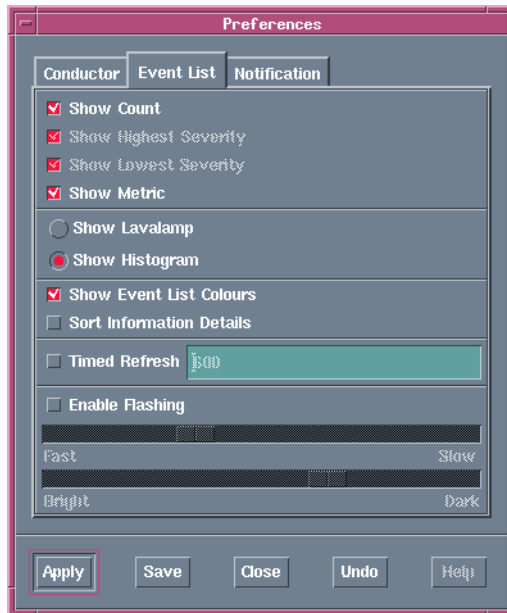 Preferences
Conductor Event List Notification
Show Count
Show Highest Severity
Show Lowest Severity
Show Metric
Show Lavalamp
Show Histogram
Show Event List Colours
Sort Information Details
Timed Refresh 600
Enable Flashing
Fast Slow
Bright Dark
Apply Save Close Undo Help